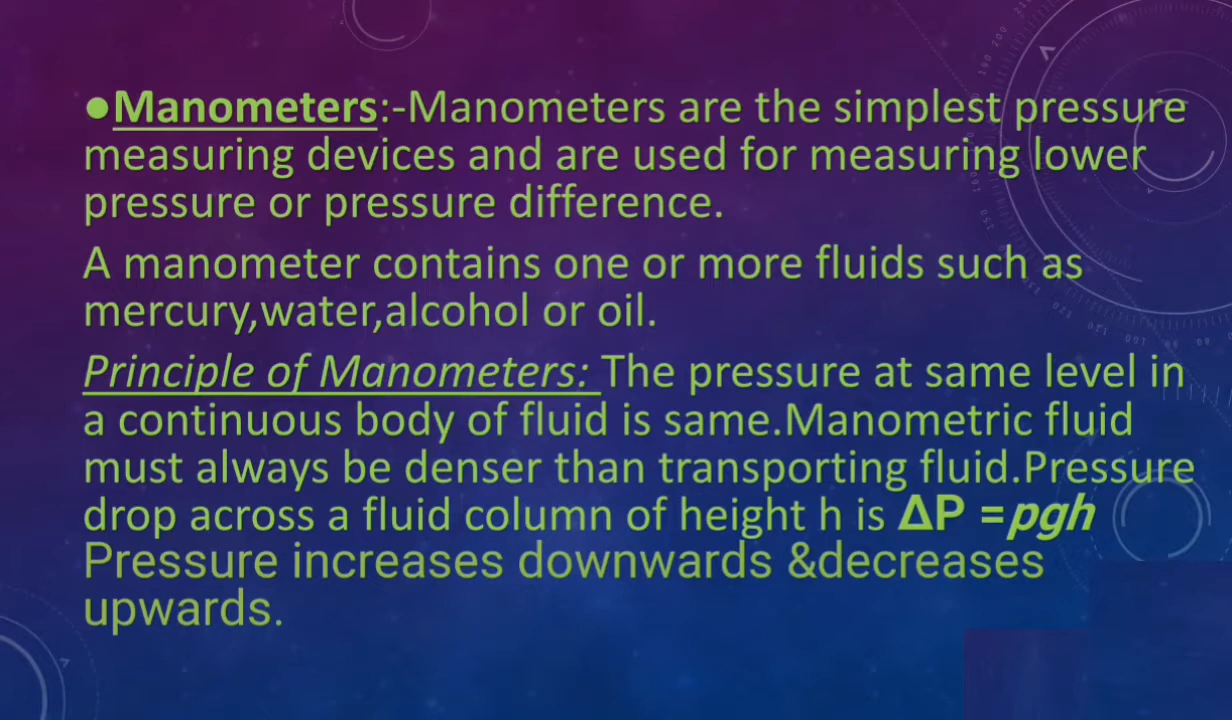 ●Manometers:-Manometers are the simplest pressure
measuring devices and are used for measuring lower
pressure or pressure difference.
A manometer contains one or more fluids such as
mercury,water,alcohol or oil.
Principle of Manometers: The pressure at same level in
a continuous body of fluid is same.Manometric fluid
must always be denser than transporting fluid.Pressure
drop across a fluid column of height h is ΔP =pgh
Pressure increases downwards &decreases
upwards.